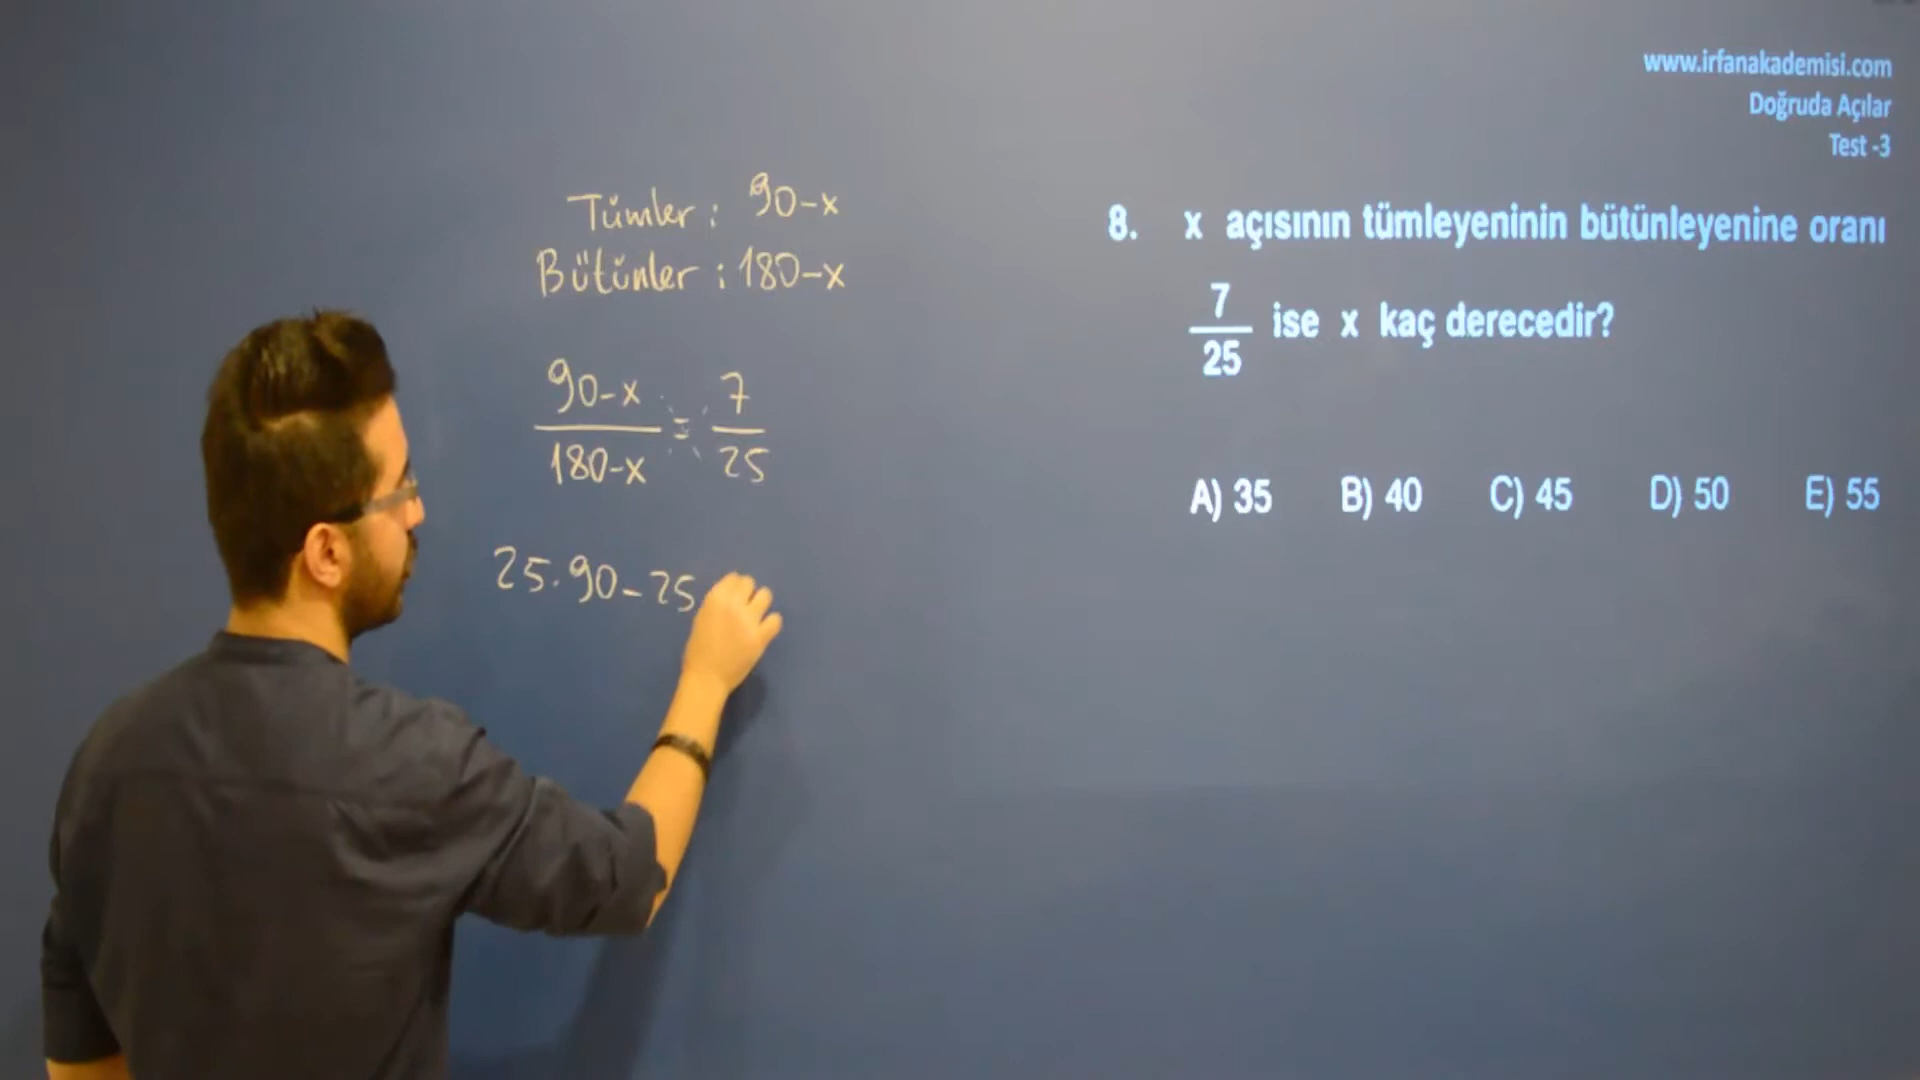 www.irfanakademisi.com
Doğruda Açılar
Test -3
Tümler : 90-x
Bütünler : 180-x
90-x / 180-x = 7 / 25
25.90-25
8. x açısının tümleyeninin bütünleyenine oranı
7/25 ise x kaç derecedir?
A) 35 B) 40 C) 45 D) 50 E) 55